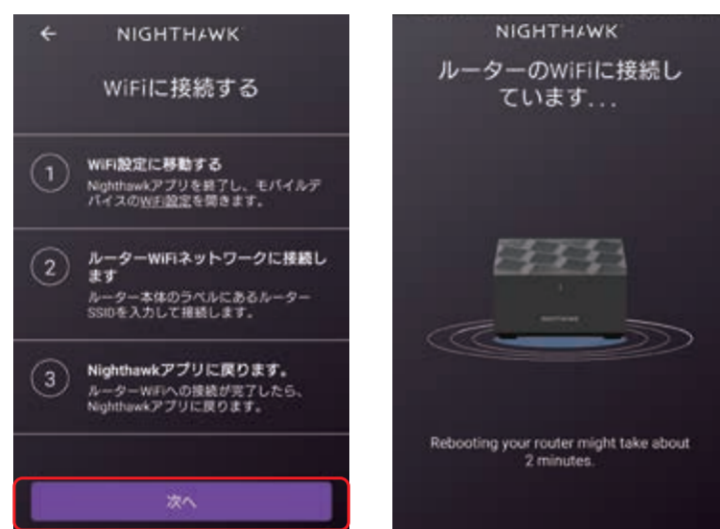 ← NIGHTHAWK
WiFiに接続する
1
WiFi設定に移動する
Nighthawkアプリを終了し、モバイルデ
バイスのWiFi設定を開きます。
2
ルーターWiFiネットワークに接続し
ます
ルーター本体のラベルにあるルーター
SSIDを入力して接続します。
3
Nighthawkアプリに戻ります。
ルーターWiFiへの接続が完了したら、
Nighthawkアプリに戻ります。
次へ
NIGHTHAWK
ルーターのWiFiに接続し
ています...
NIGHTHAWK
Rebooting your router might take about
2 minutes.